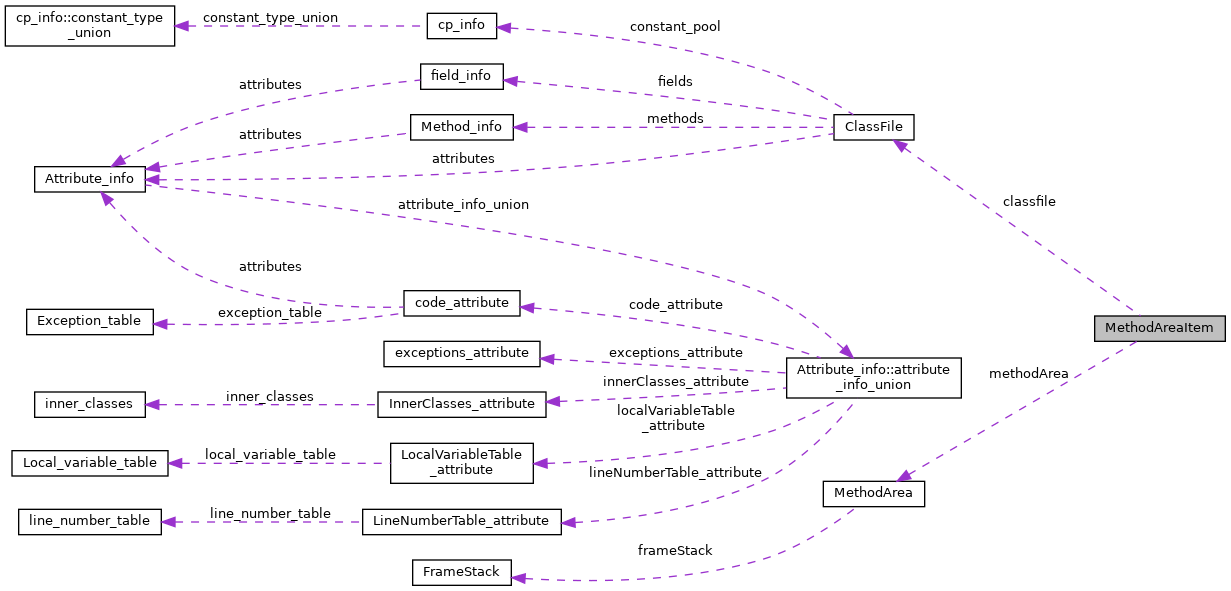 cp_info::constant_type
_union
constant_type_union
cp_info
constant_pool
field_info
attributes
fields
Method_info
methods
ClassFile
attributes
attributes
Attribute_info
attribute_info_union
classfile
attributes
code_attribute
code_attribute
Exception_table
exception_table
MethodAreaItem
exceptions_attribute
exceptions_attribute
Attribute_info::attribute
_info_union
methodArea
innerClasses_attribute
inner_classes
inner_classes
InnerClasses_attribute
localVariableTable
_attribute
Local_variable_table
local_variable_table
LocalVariableTable
_attribute
lineNumberTable_attribute
MethodArea
line_number_table
line_number_table
LineNumberTable_attribute
frameStack
FrameStack